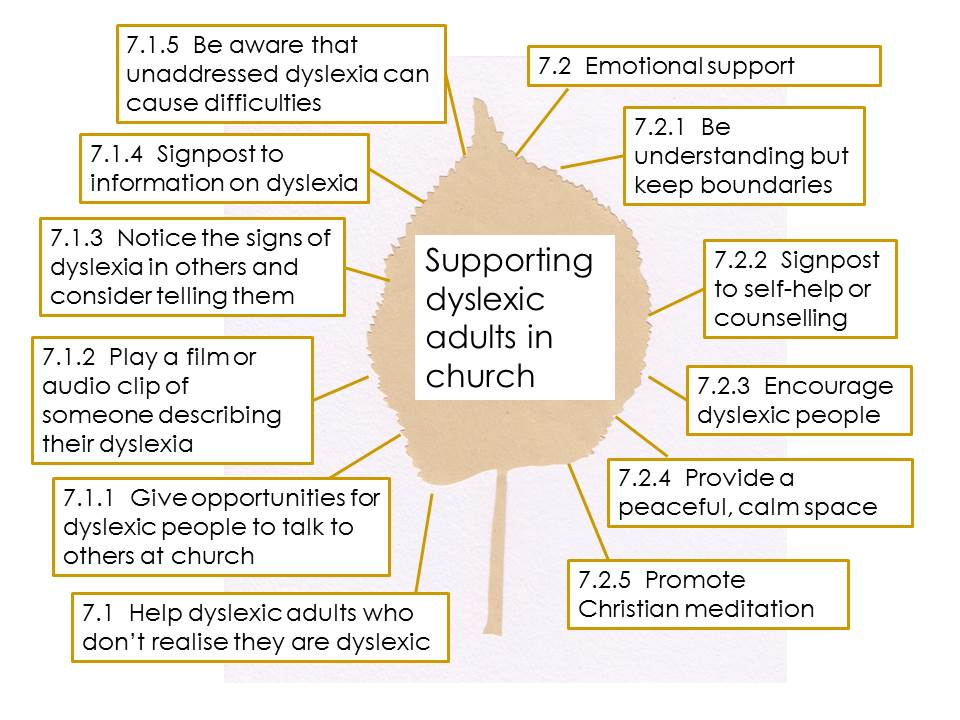 Supporting
dyslexic
adults in
church
7.1  Help dyslexic adults who
don’t realise they are dyslexic
7.1.1  Give opportunities for
dyslexic people to talk to
others at church
7.1.2  Play a film or
audio clip of
someone describing
their dyslexia
7.1.3  Notice the signs of
dyslexia in others and
consider telling them
7.1.4  Signpost to
information on dyslexia
7.1.5  Be aware that
unaddressed dyslexia can
cause difficulties
7.2  Emotional support
7.2.1  Be
understanding but
keep boundaries
7.2.2  Signpost
to self-help or
counselling
7.2.3  Encourage
dyslexic people
7.2.4  Provide a
peaceful, calm space
7.2.5  Promote
Christian meditation